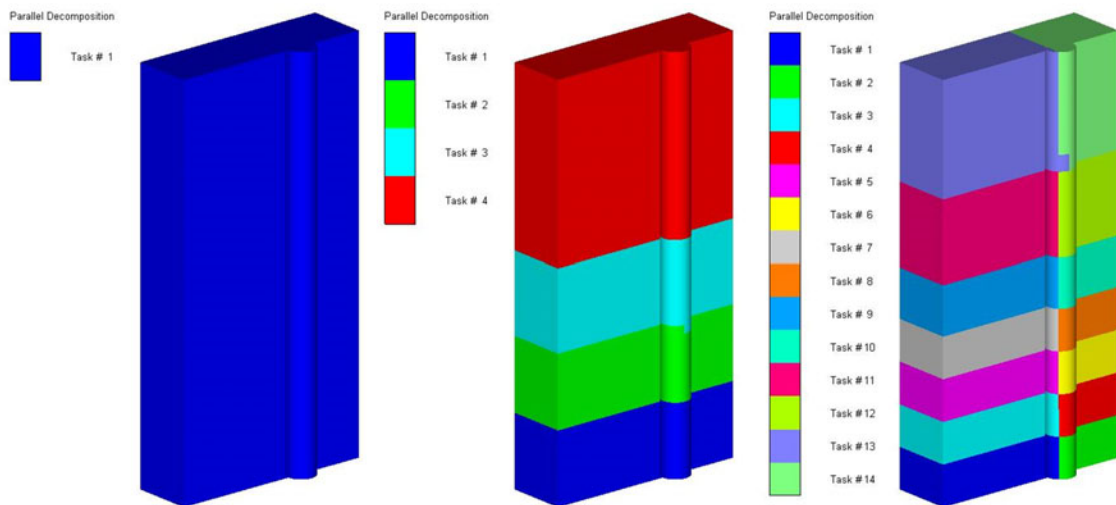 Parallel Decomposition
Task # 1
Parallel Decomposition
Task # 1
Task # 2
Task # 3
Task # 4
Parallel Decomposition
Task # 1
Task # 2
Task # 3
Task # 4
Task # 5
Task # 6
Task # 7
Task # 8
Task # 9
Task # 10
Task # 11
Task # 12
Task # 13
Task # 14